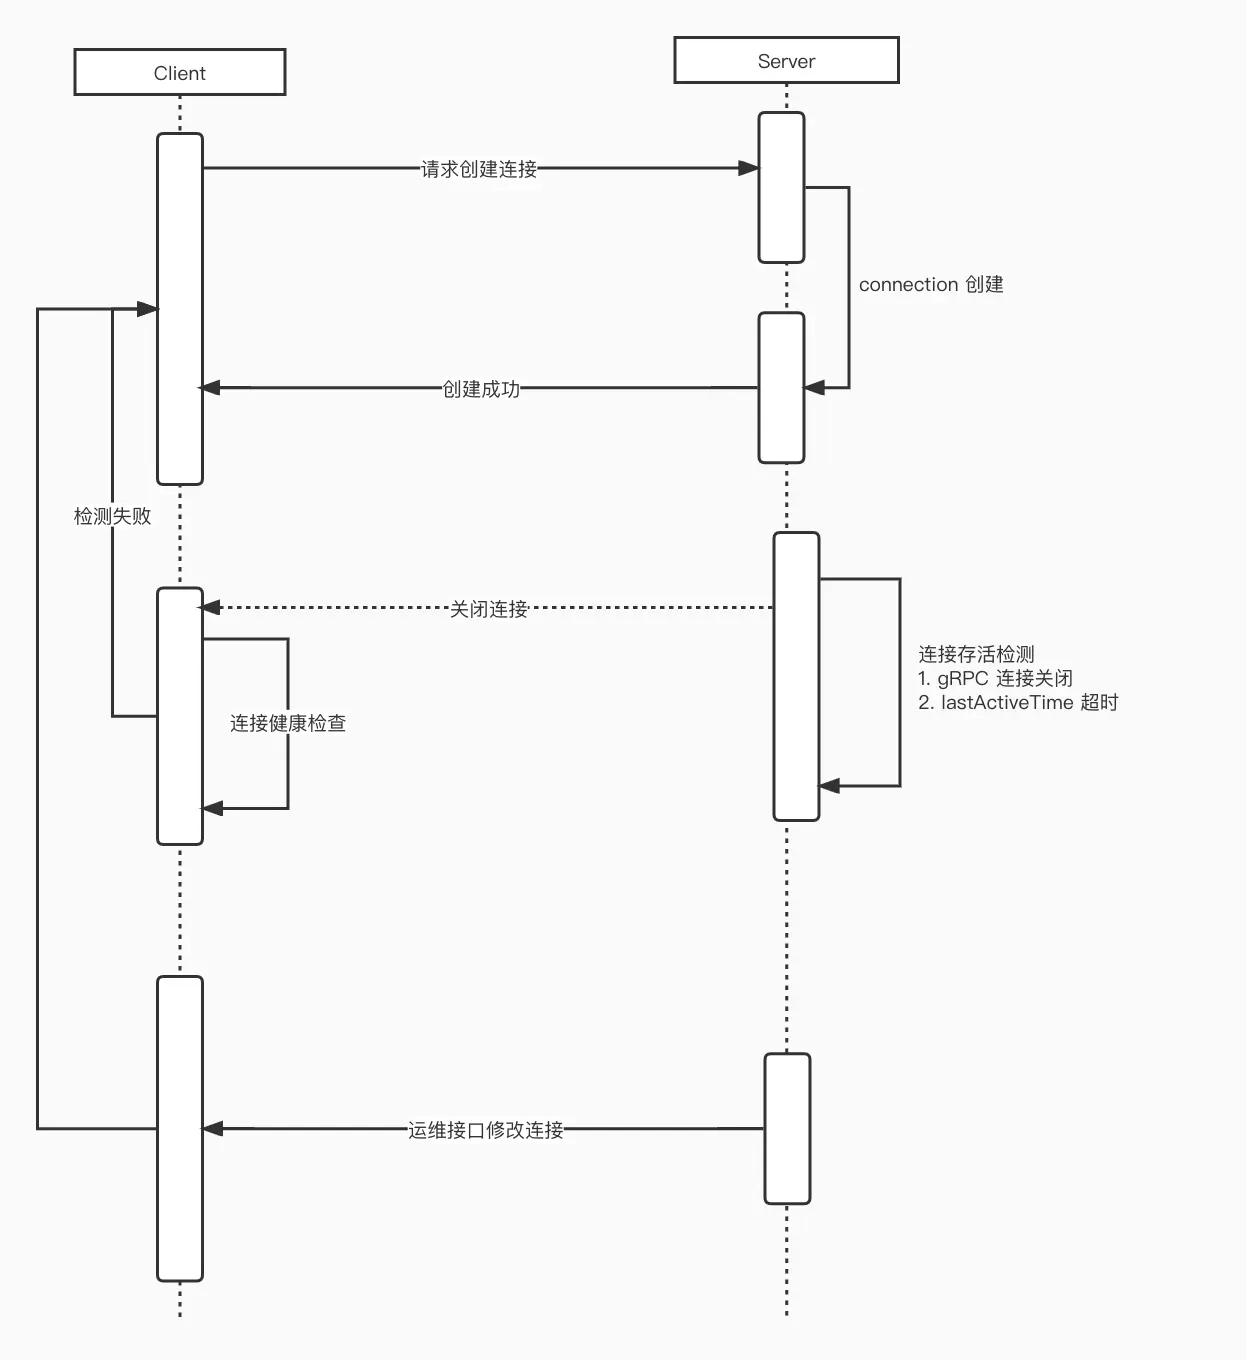 Client
Server
请求创建连接
connection 创建
创建成功
检测失败
关闭连接
连接存活检测
1. gRPC 连接关闭
2. lastActiveTime 超时
连接健康检查
运维接口修改连接